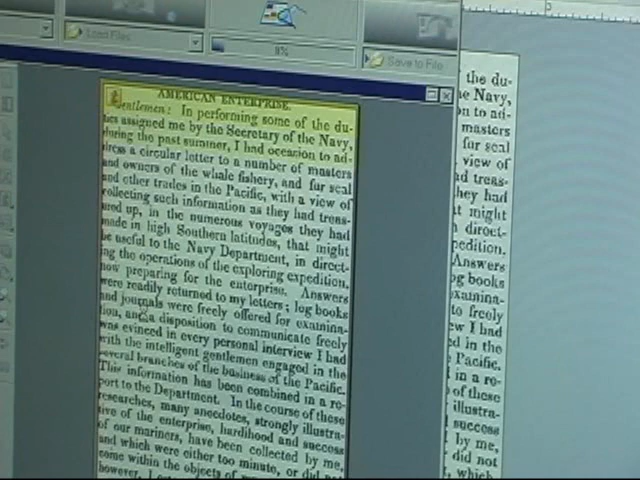 Load Files
8%
Save to File
AMERICAN ENTERPRISE.
Gentlemen: In performing some of the du-
ties assigned me by the Secretary of the Navy,
during the past summer, I had occasion to ad-
dress a circular letter to a number of masters
and owners of the whale fishery, and fur seal
and other trades in the Pacific, with a view of
collecting such information as they had treas-
ured up, in the numerous voyages they had
made in high Southern latitudes, that might
be useful to the Navy Department, in direct-
ing the operations of the exploring expedition,
now preparing for the enterprise. Answers
were readily returned to my letters; log books
and journals were freely offered for examina-
tion, and a disposition to communicate freely
was evinced in every personal interview I had
with the intelligent gentlemen engaged in the
several branches of the business of the Pacific.
This information has been combined in a re-
port to the Department. In the course of these
researches, many anecdotes, strongly illustra-
tive of the enterprise, hardihood and success
of our mariners, have been collected by me,
and which were either too minute, or did not
come within the objects of
however, I
the du-
e Navy,
n to ad-
masters
fur seal
view of
d treas-
hey had
might
direct-
pedition,
Answers
og books
xamina-
o freely
ew I had
d in the
Pacific.
in a re-
of these
illustra-
success
by me,
did not
, which